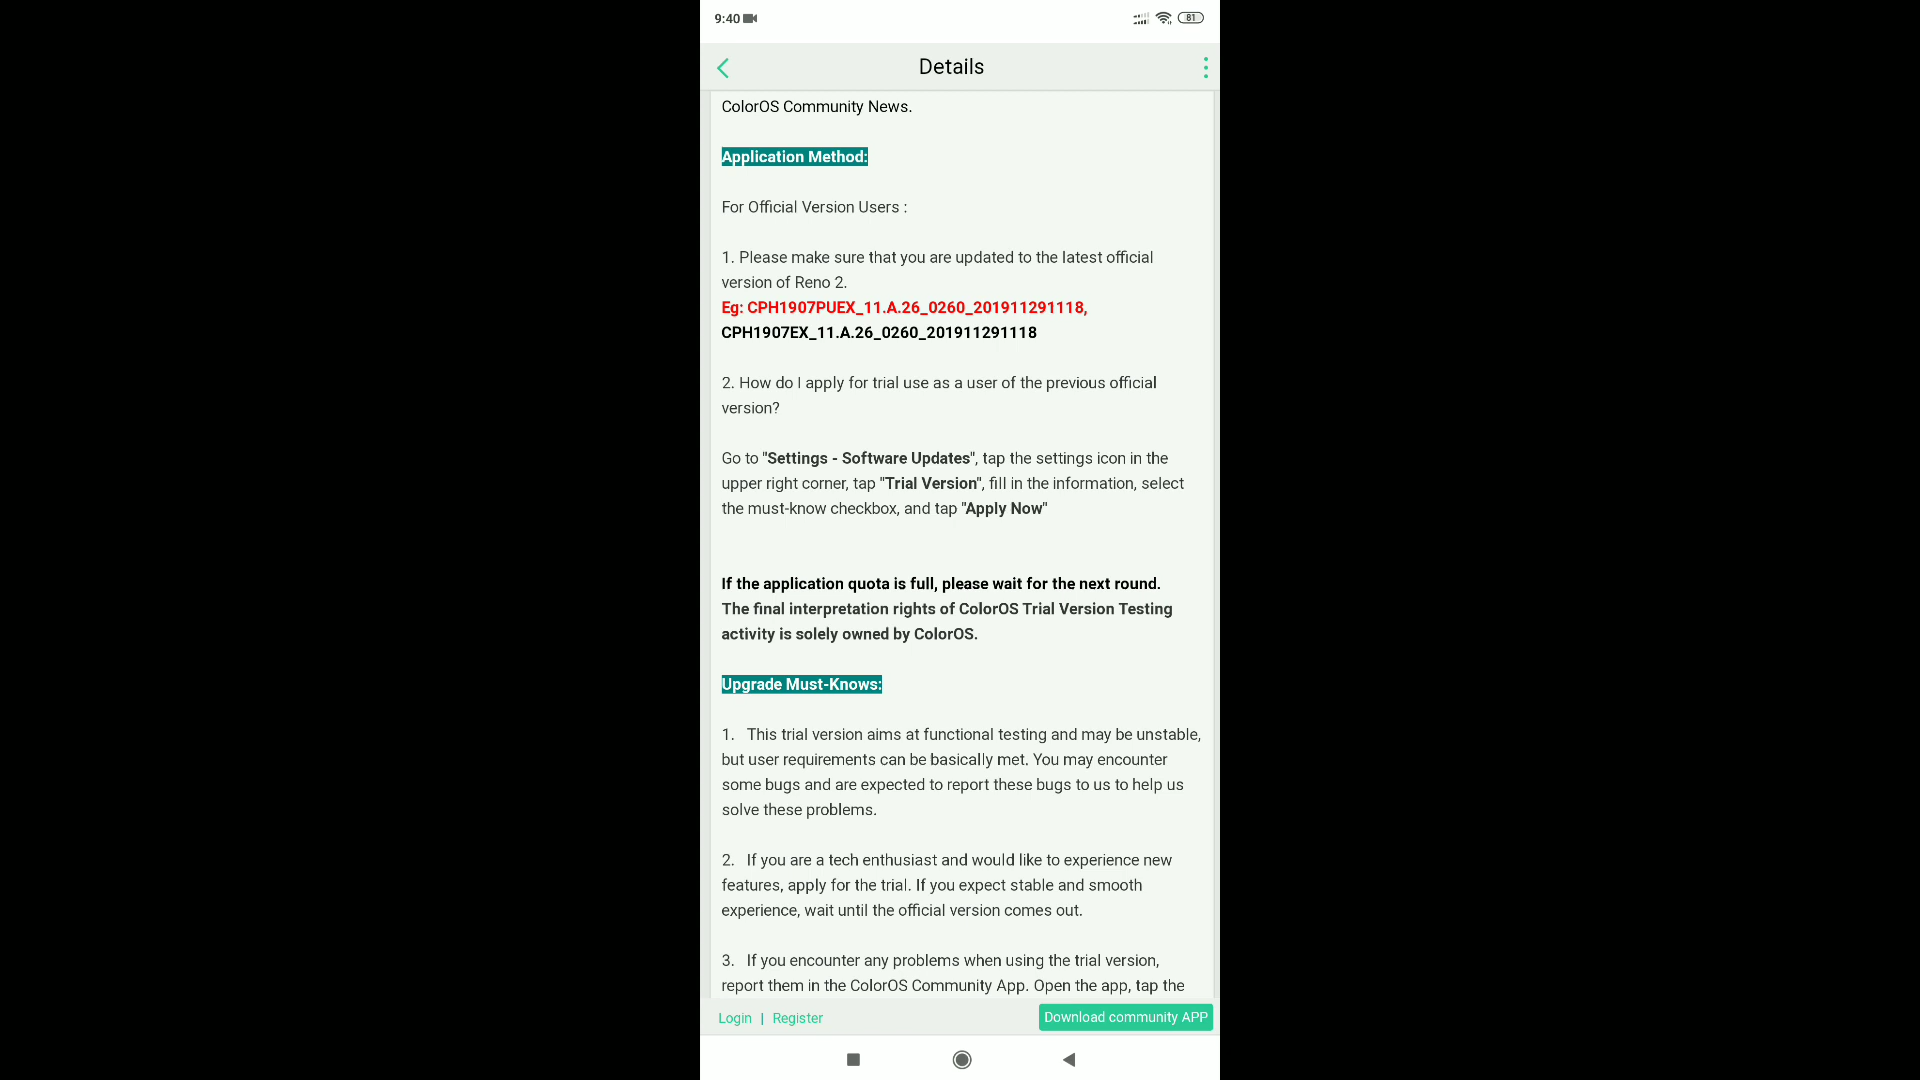 9:40
81
Details
ColorOS Community News.
Application Method:
For Official Version Users :
1. Please make sure that you are updated to the latest official
version of Reno 2.
Eg: CPH1907PUEX_11.A.26_0260_201911291118,
CPH1907EX_11.A.26_0260_201911291118
2. How do I apply for trial use as a user of the previous official
version?
Go to "Settings - Software Updates", tap the settings icon in the
upper right corner, tap "Trial Version", fill in the information, select
the must-know checkbox, and tap "Apply Now"
If the application quota is full, please wait for the next round.
The final interpretation rights of ColorOS Trial Version Testing
activity is solely owned by ColorOS.
Upgrade Must-Knows:
1. This trial version aims at functional testing and may be unstable,
but user requirements can be basically met. You may encounter
some bugs and are expected to report these bugs to us to help us
solve these problems.
2. If you are a tech enthusiast and would like to experience new
features, apply for the trial. If you expect stable and smooth
experience, wait until the official version comes out.
3. If you encounter any problems when using the trial version,
report them in the ColorOS Community App. Open the app, tap the
Login | Register
Download community APP